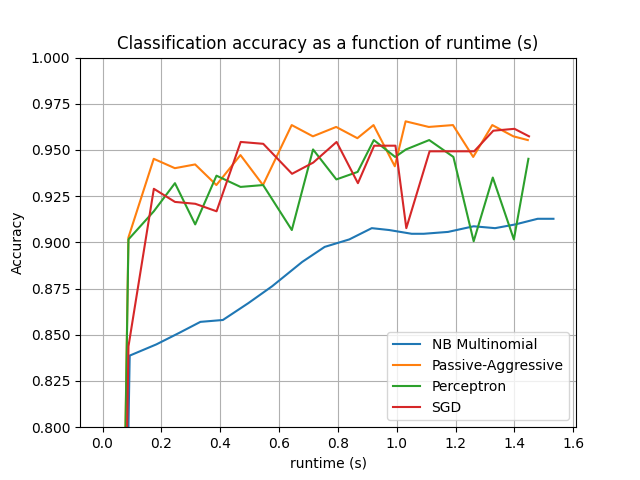 Classification accuracy as a function of runtime (s)
1.000
0.975
0.950
0.925
0.900
0.875
0.850
0.825
0.800
Accuracy
NB Multinomial
Passive-Aggressive
Perceptron
SGD
0.0 0.2 0.4 0.6 0.8 1.0 1.2 1.4 1.6
runtime (s)